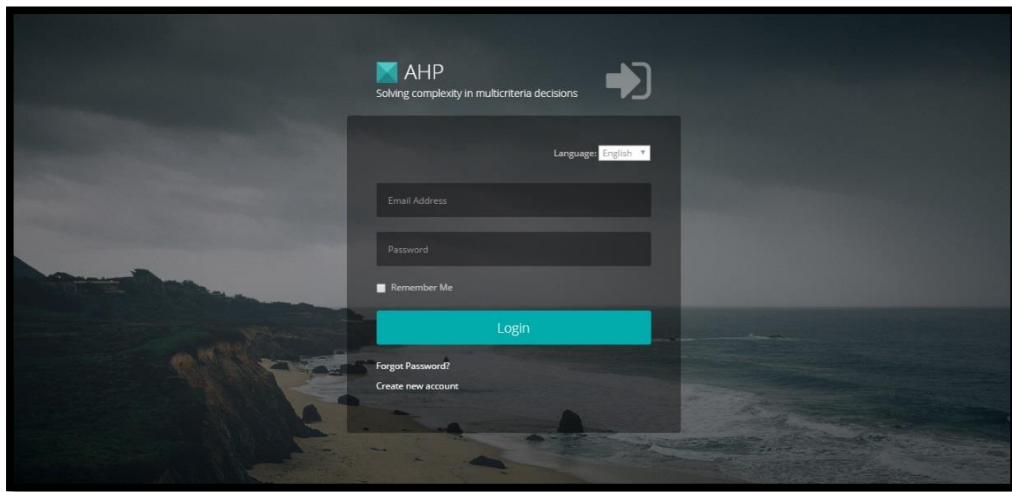 AHP
Solving complexity in multicriteria decisions
Language: English
Email Address
Password
Remember Me
Login
Forgot Password?
Create new account